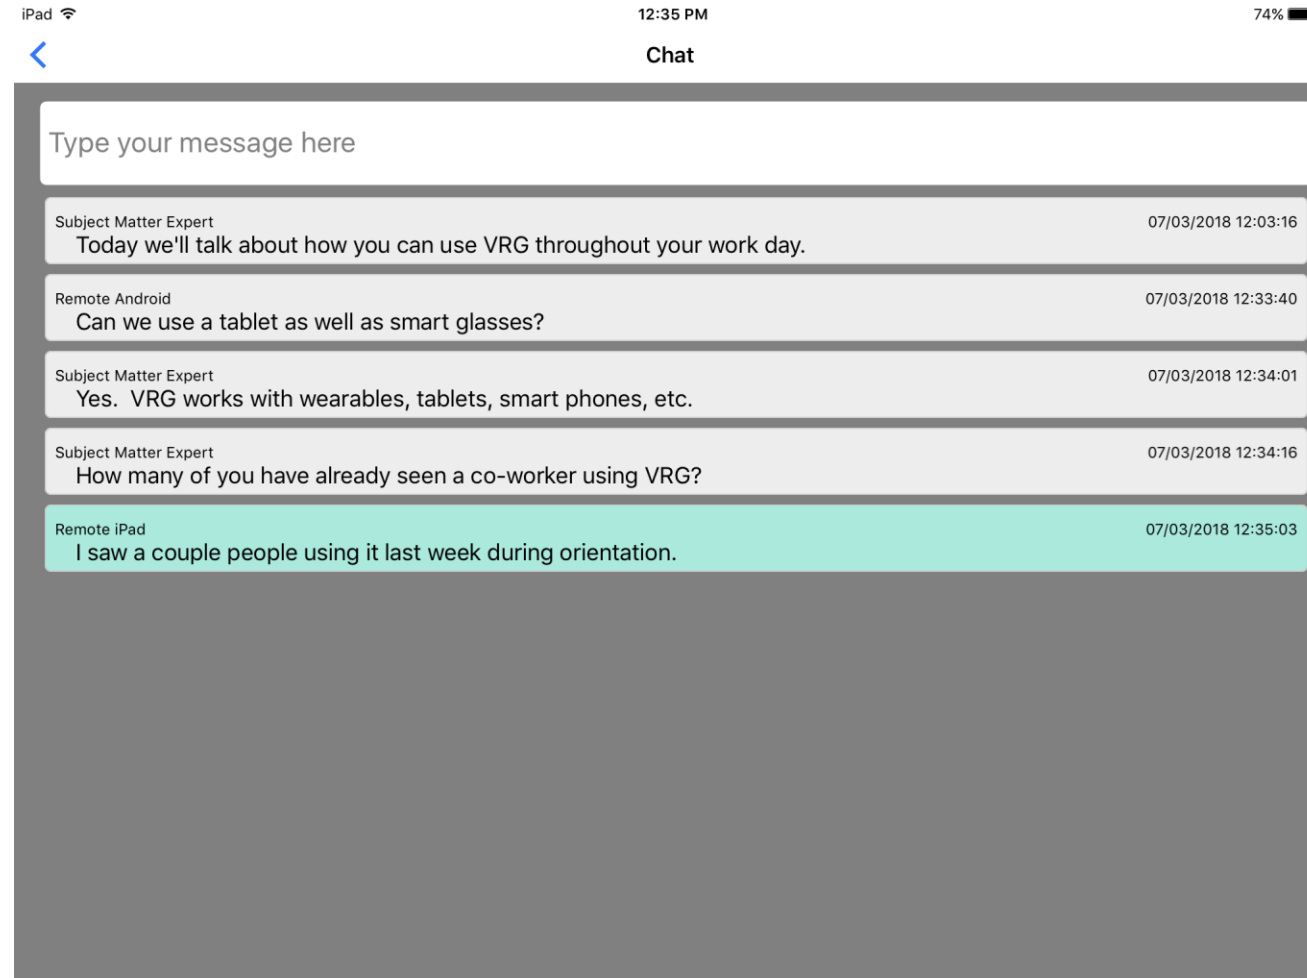 iPad 12:35 PM 74%
Chat
Type your message here
Subject Matter Expert 07/03/2018 12:03:16
Today we'll talk about how you can use VRG throughout your work day.
Remote Android 07/03/2018 12:33:40
Can we use a tablet as well as smart glasses?
Subject Matter Expert 07/03/2018 12:34:01
Yes.  VRG works with wearables, tablets, smart phones, etc.
Subject Matter Expert 07/03/2018 12:34:16
How many of you have already seen a co-worker using VRG?
Remote iPad 07/03/2018 12:35:03
I saw a couple people using it last week during orientation.